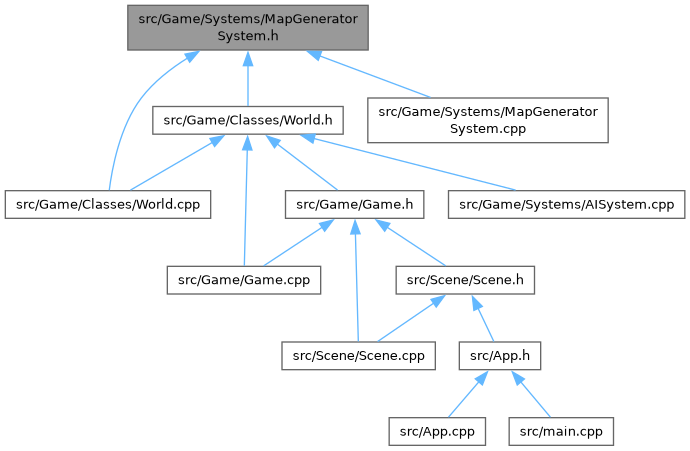 src/Game/Systems/MapGenerator
System.h
src/Game/Classes/World.h
src/Game/Systems/MapGenerator
System.cpp
src/Game/Classes/World.cpp
src/Game/Game.h
src/Game/Systems/AISystem.cpp
src/Game/Game.cpp
src/Scene/Scene.h
src/Scene/Scene.cpp
src/App.h
src/App.cpp
src/main.cpp